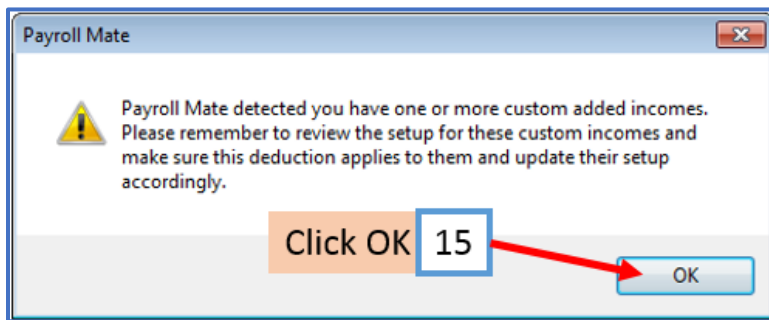 Payroll Mate
Payroll Mate detected you have one or more custom added incomes.
Please remember to review the setup for these custom incomes and
make sure this deduction applies to them and update their setup
accordingly.
Click OK 15
OK